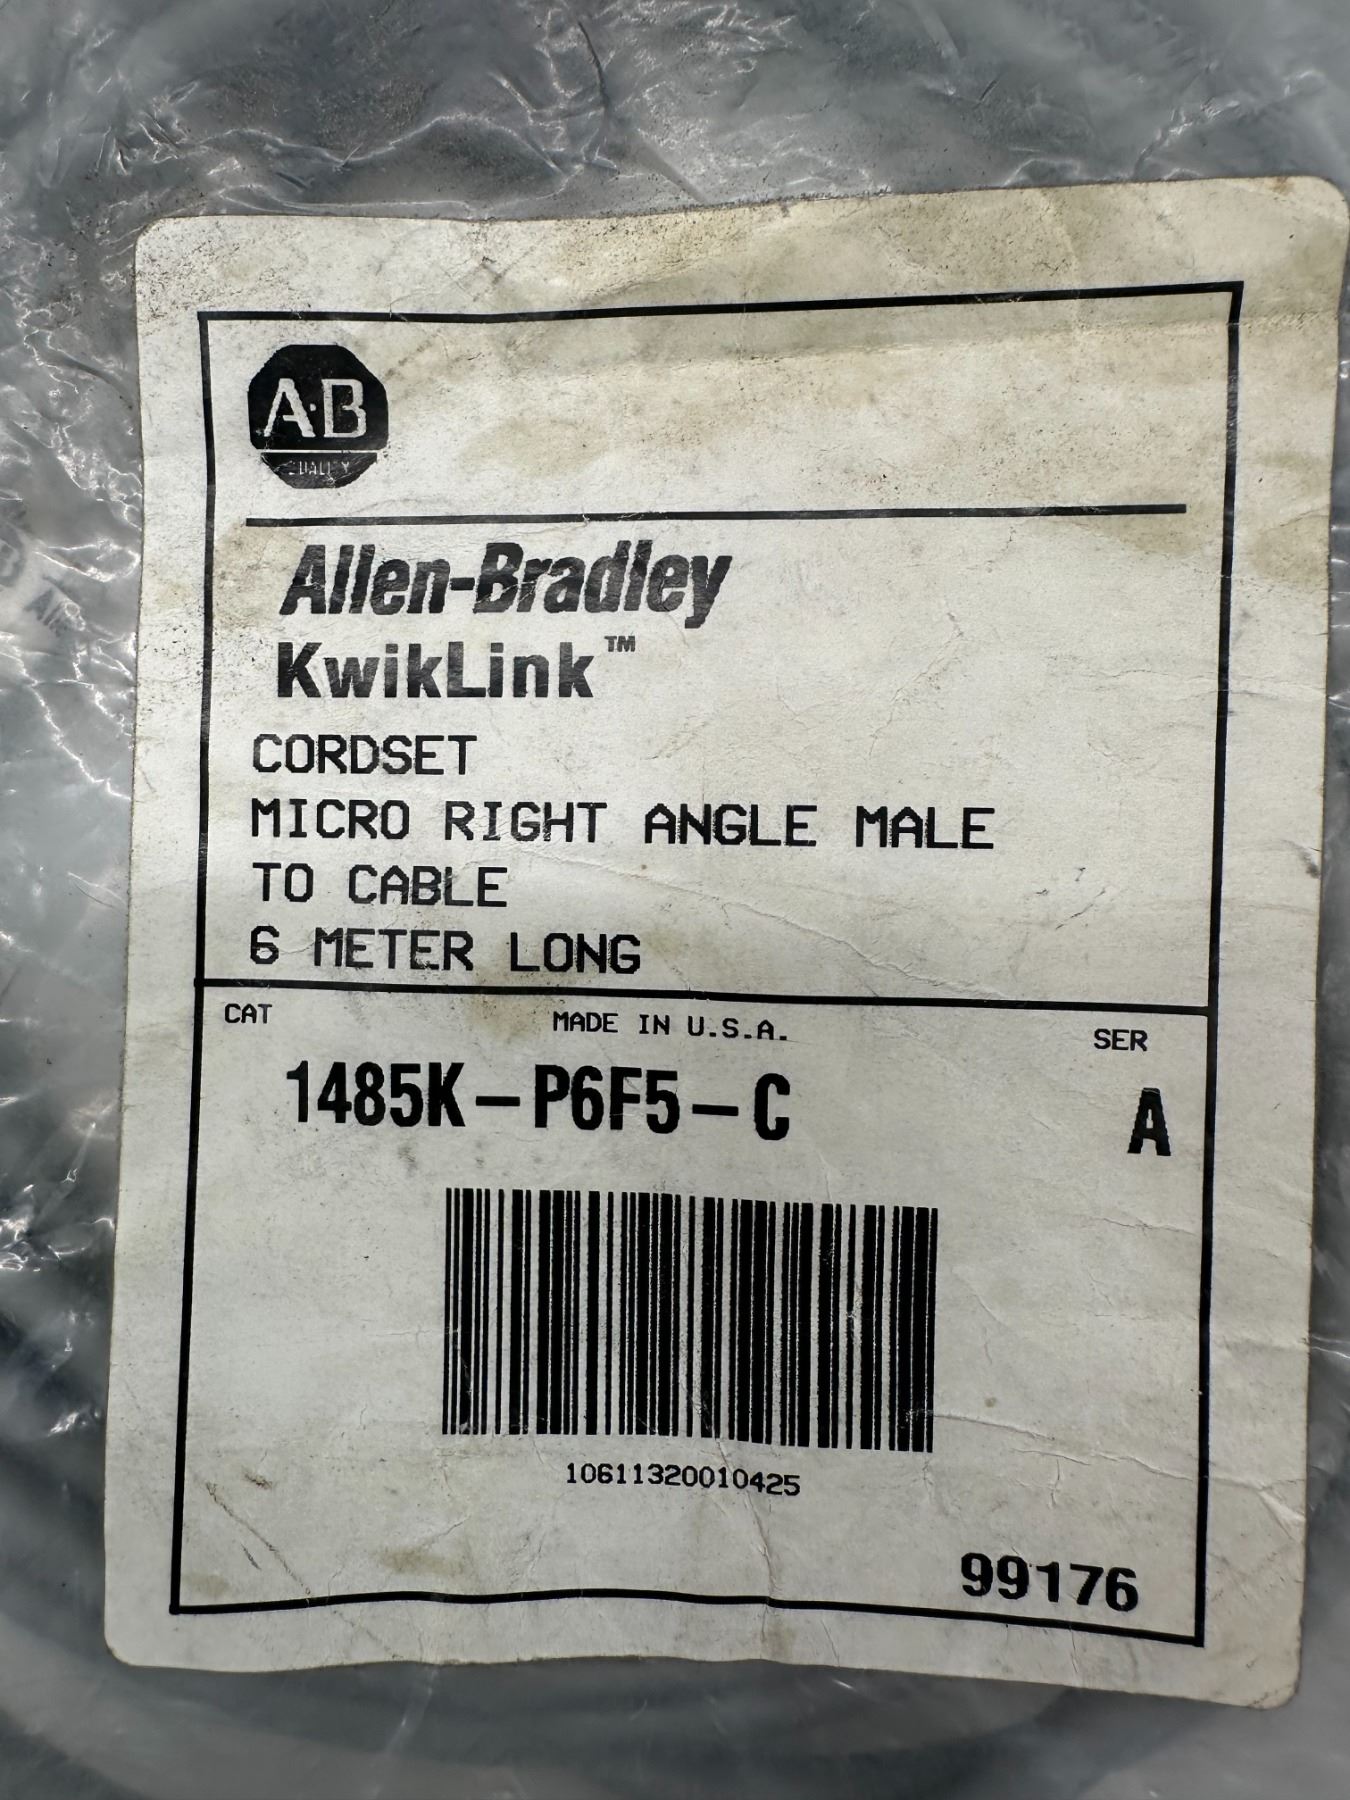 A·B
QUALITY
Allen-Bradley
KwikLink™
CORDSET
MICRO RIGHT ANGLE MALE
TO CABLE
6 METER LONG
CAT MADE IN U.S.A. SER
1485K-P6F5-C A
10611320010425
99176